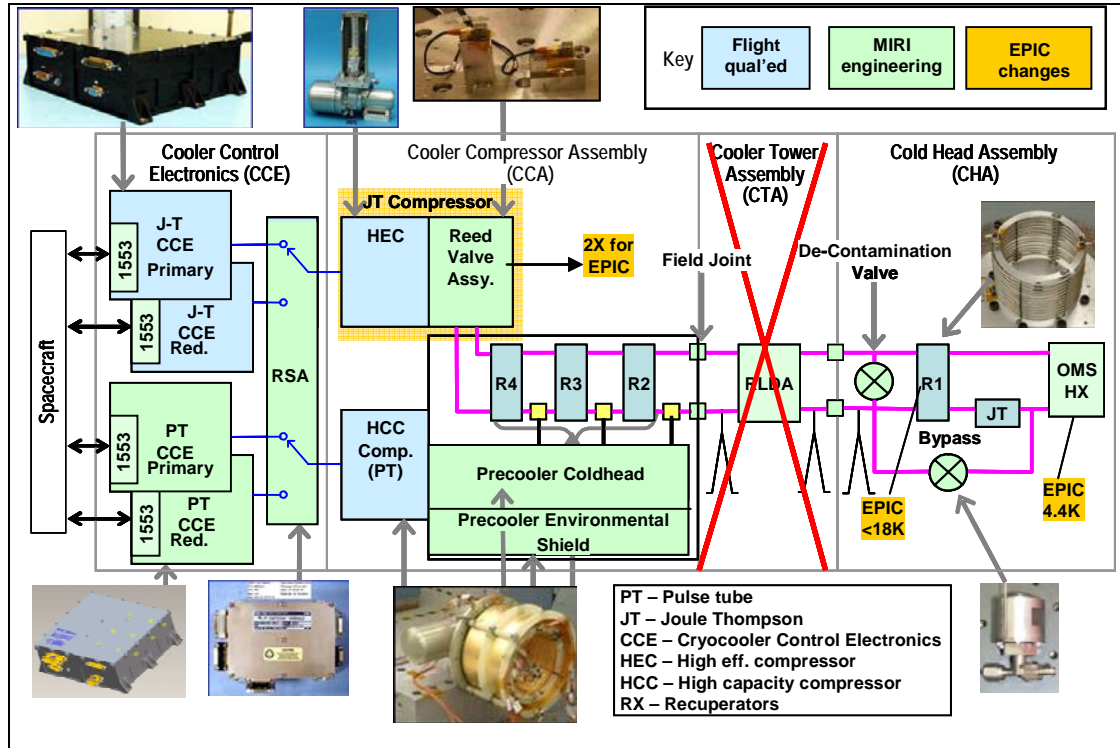 Key
Flight
qual'ed
MIRI
engineering
EPIC
changes
Cooler Control
Electronics (CCE)
Cooler Compressor Assembly
(CCA)
Cooler Tower
Assembly
(CTA)
Cold Head Assembly
(CHA)
Spacecraft
1553
J-T
CCE
Primary
1553
J-T
CCE
Red.
1553
PT
CCE
Primary
1553
PT
CCE
Red.
RSA
JT Compressor
HEC
Reed
Valve
Assy.
2X for
EPIC
Field Joint
De-Contamination
Valve
R4
R3
R2
RLDA
R1
JT
OMS
HX
Bypass
HCC
Comp.
(PT)
Precooler Coldhead
Precooler Environmental
Shield
EPIC
<18K
EPIC
4.4K
PT – Pulse tube
JT – Joule Thompson
CCE – Cryocooler Control Electronics
HEC – High eff. compressor
HCC – High capacity compressor
RX – Recuperators